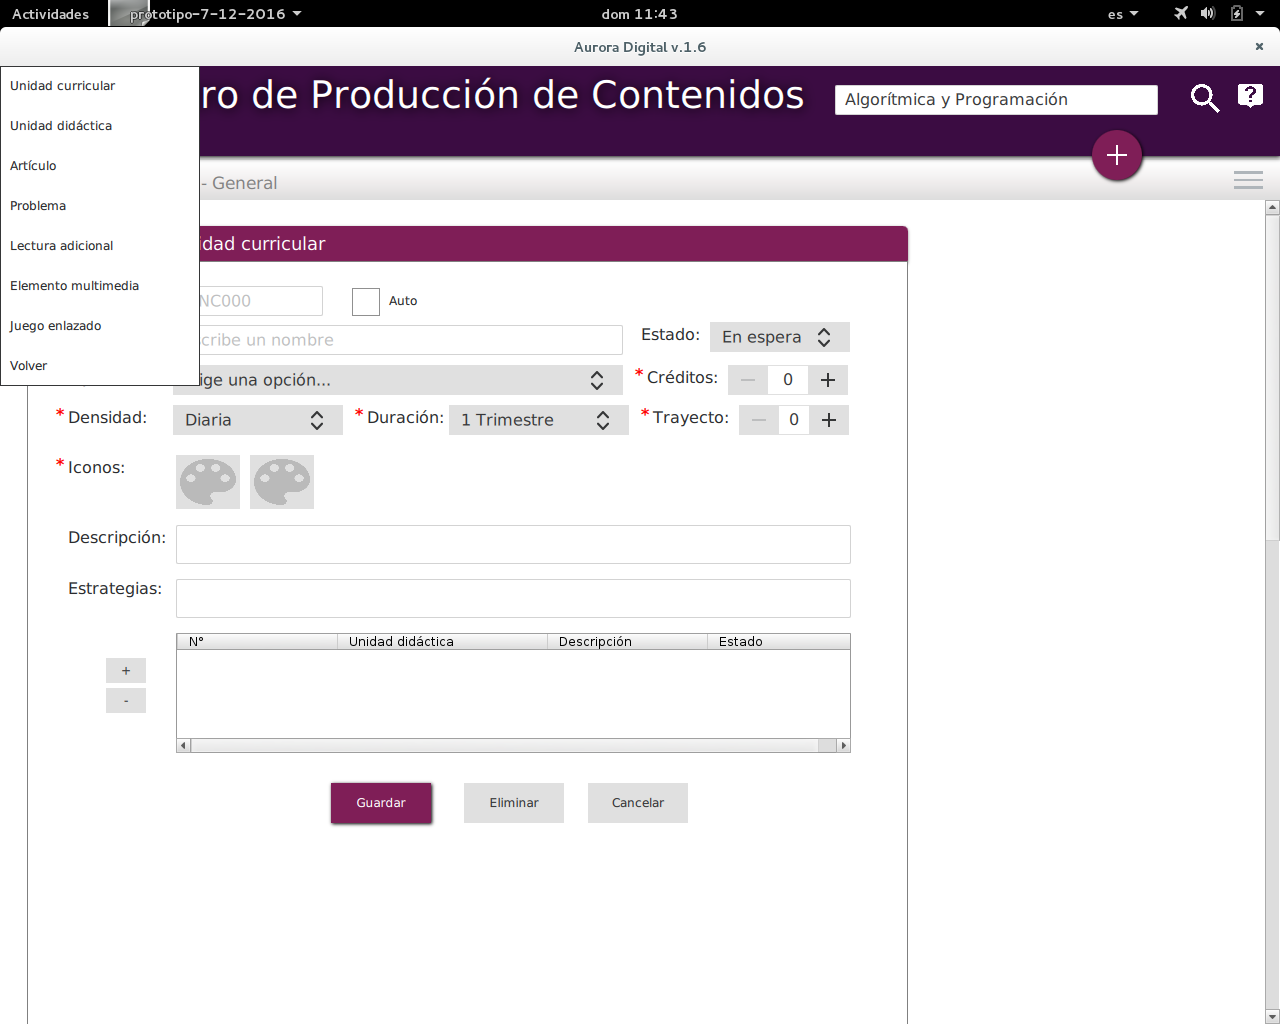 Actividades prototipo-7-12-2016 dom 11:43 es
Aurora Digital v.1.6
Unidad curricular
Unidad didáctica
Artículo
Problema
Lectura adicional
Elemento multimedia
Juego enlazado
Volver
ro de Producción de Contenidos Algorítmica y Programación
- General
idad curricular
NC000 Auto
cribe un nombre Estado: En espera
ige una opción... * Créditos: 0
* Densidad: Diaria * Duración: 1 Trimestre * Trayecto: 0
* Iconos:
Descripción:
Estrategias:
N° Unidad didáctica Descripción Estado
+
-
Guardar Eliminar Cancelar